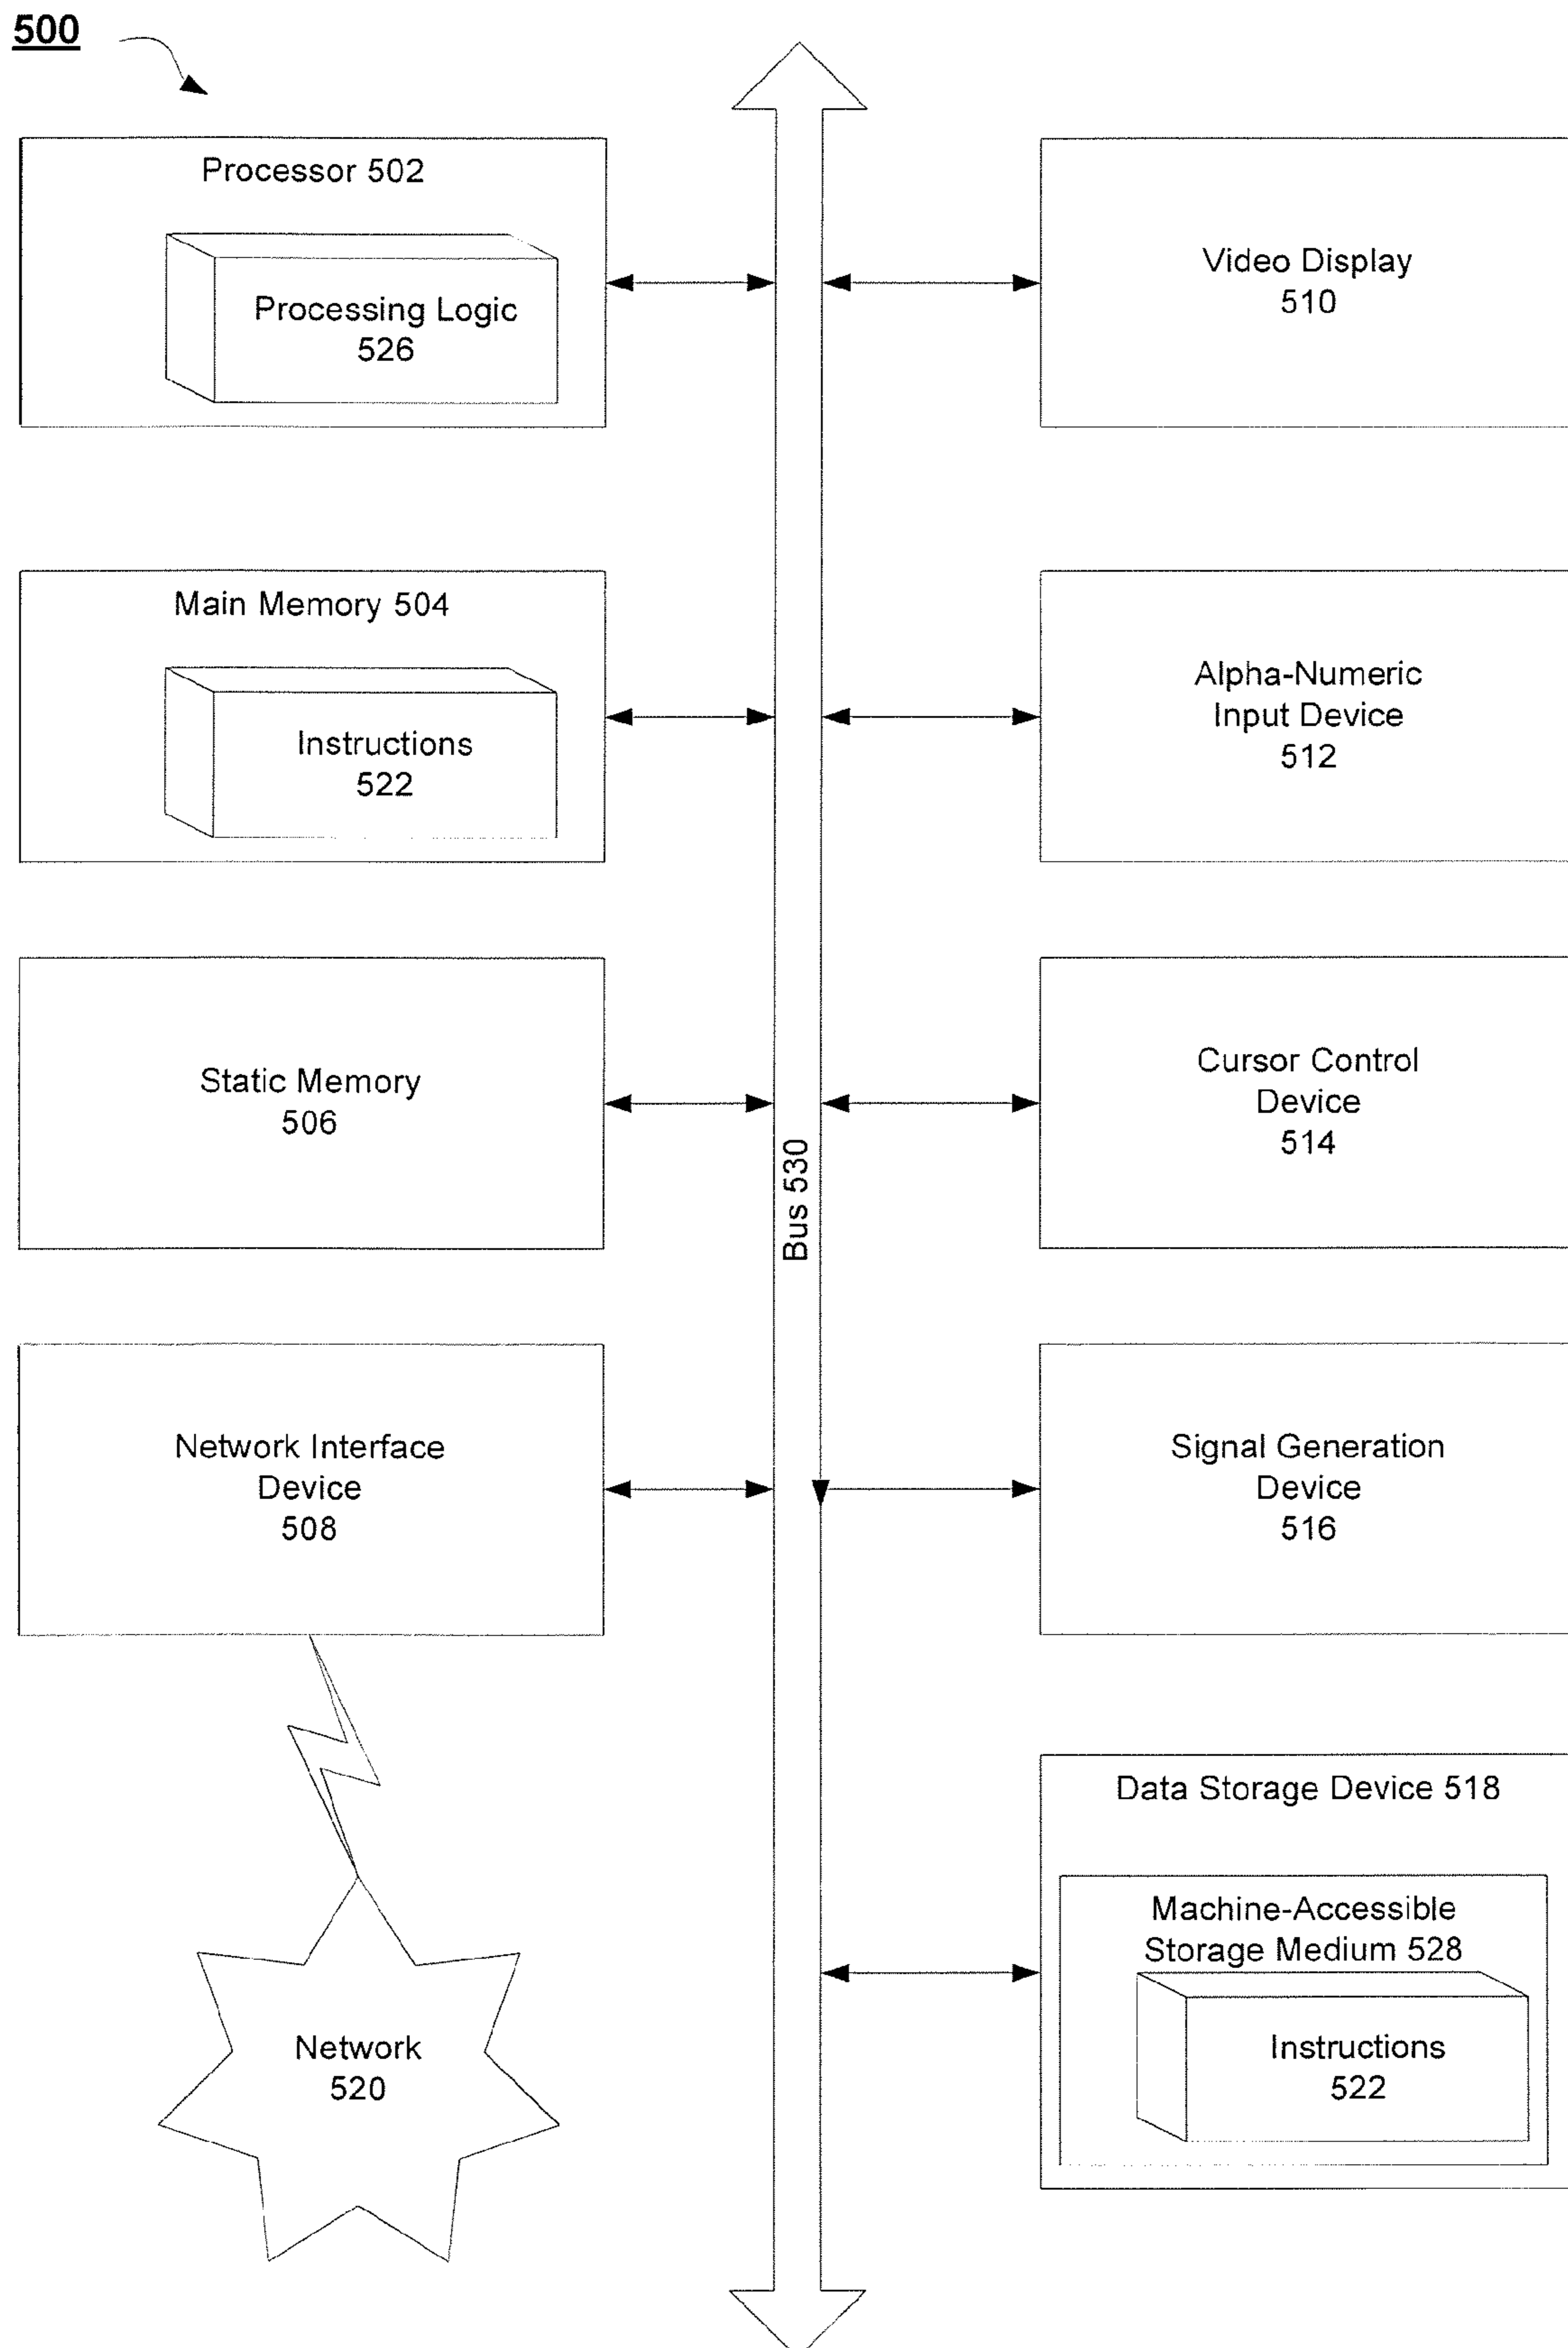 500
Processor 502
Processing Logic
526
Video Display
510
Main Memory 504
Instructions
522
Alpha-Numeric
Input Device
512
Static Memory
506
Cursor Control
Device
514
Bus 530
Network Interface
Device
508
Signal Generation
Device
516
Data Storage Device 518
Machine-Accessible
Storage Medium 528
Instructions
522
Network
520